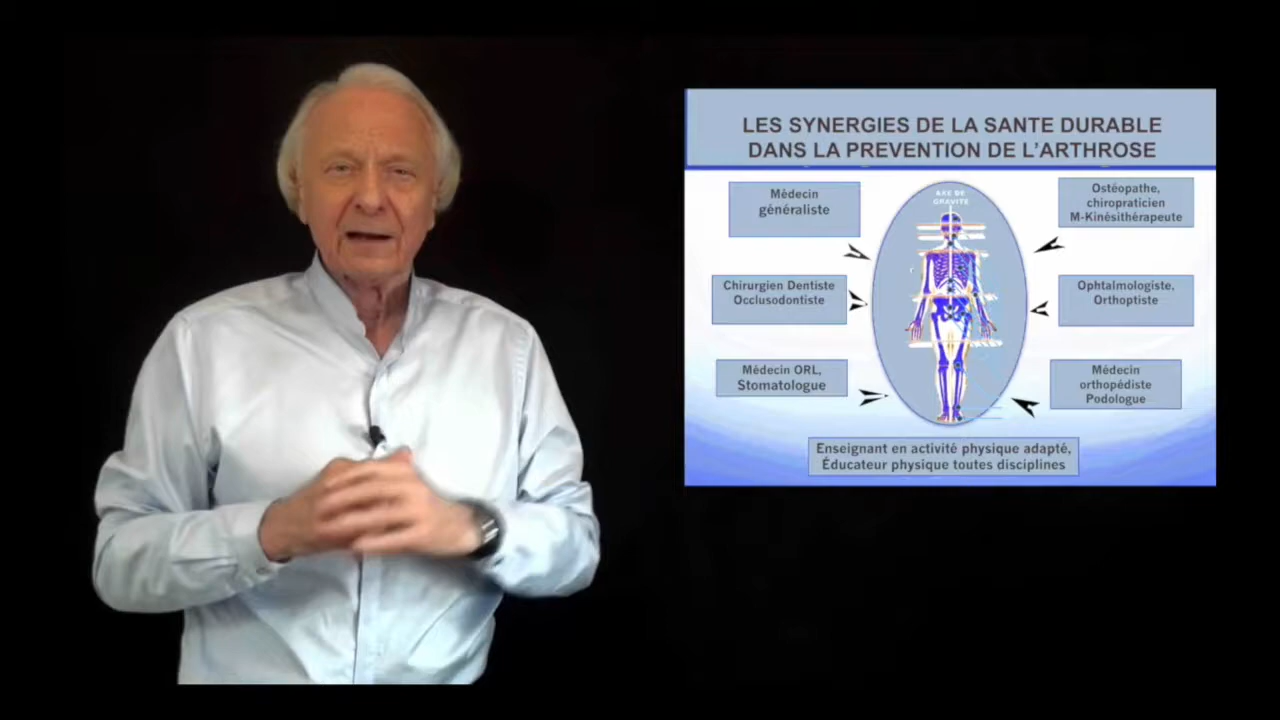 LES SYNERGIES DE LA SANTE DURABLE
DANS LA PREVENTION DE L'ARTHROSE
Médecin
généraliste
AXE DE
GRAVITE
Ostéopathe,
chiropraticien
M-Kinésithérapeute
Chirurgien Dentiste
Occlusodontiste
Ophtalmologiste,
Orthoptiste
Médecin ORL,
Stomatologue
Médecin
orthopédiste
Podologue
Enseignant en activité physique adapté,
Éducateur physique toutes disciplines